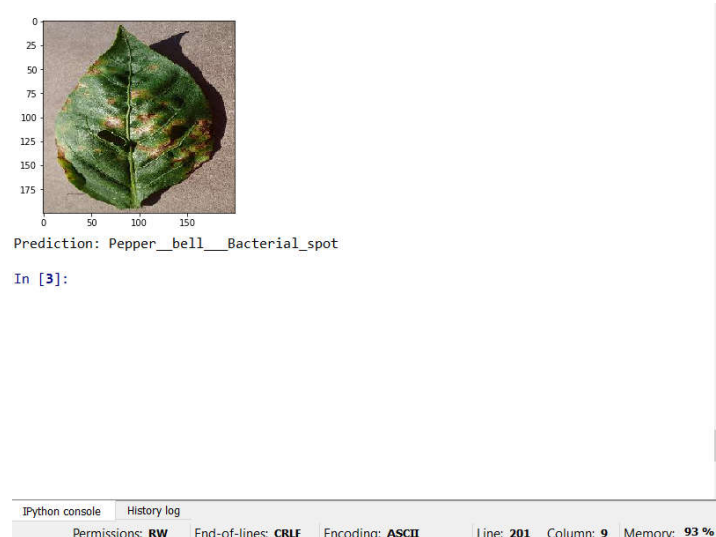 0
25
50
75
100
125
150
175
0 50 100 150
Prediction: Pepper__bell___Bacterial_spot
In [3]:
IPython console History log
Permissions: RW End-of-lines: CRLF Encoding: ASCII Line: 201 Column: 9 Memory: 93 %